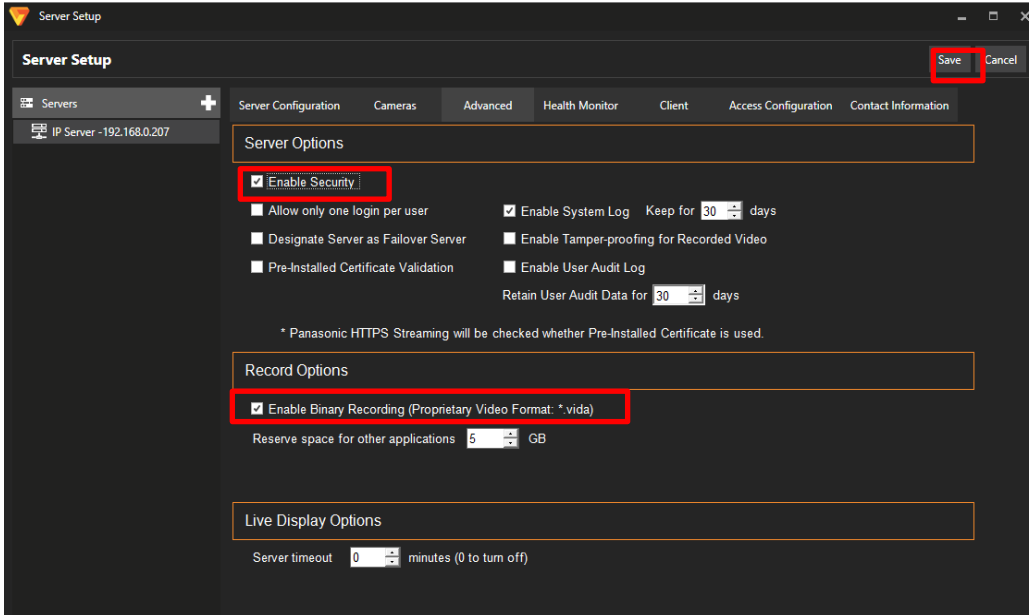 Server Setup
Server Setup
Save Cancel
Servers
IP Server -192.168.0.207
Server Configuration Cameras Advanced Health Monitor Client Access Configuration Contact Information
Server Options
Enable Security
Allow only one login per user Enable System Log Keep for 30 days
Designate Server as Failover Server Enable Tamper-proofing for Recorded Video
Pre-Installed Certificate Validation Enable User Audit Log
Retain User Audit Data for 30 days
* Panasonic HTTPS Streaming will be checked whether Pre-Installed Certificate is used.
Record Options
Enable Binary Recording (Proprietary Video Format: *.vida)
Reserve space for other applications 5 GB
Live Display Options
Server timeout 0 minutes (0 to turn off)